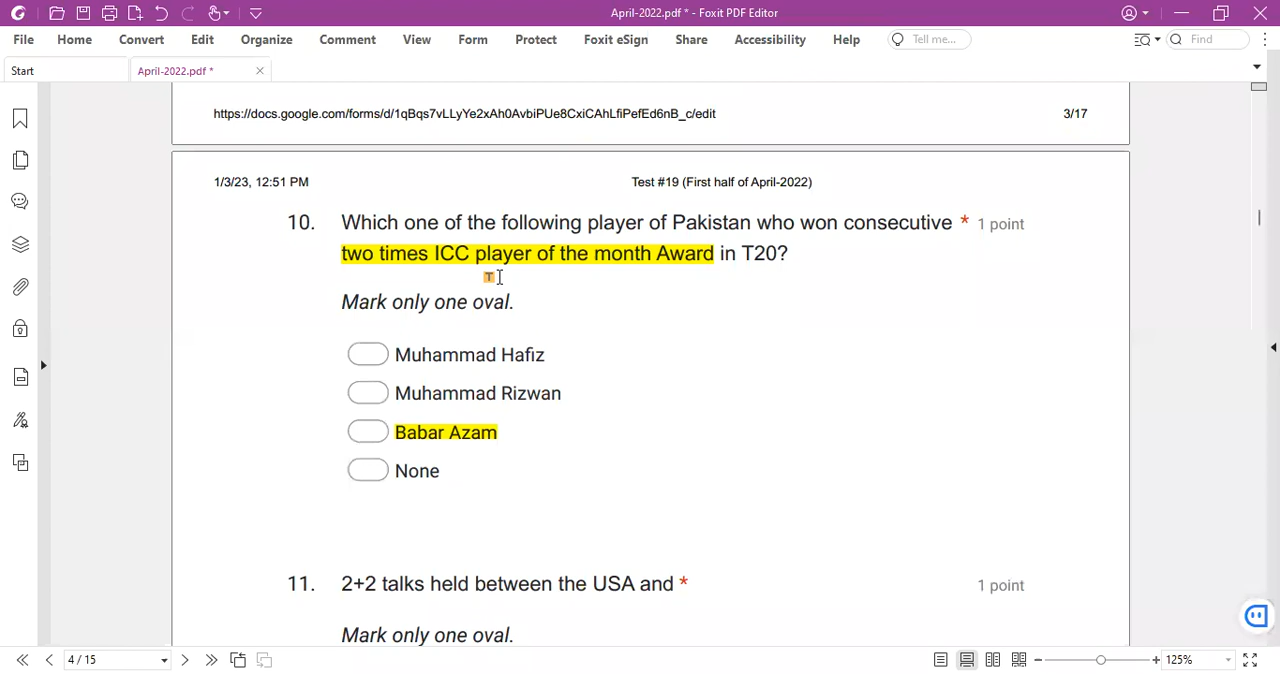 April-2022.pdf * - Foxit PDF Editor
File Home Convert Edit Organize Comment View Form Protect Foxit eSign Share Accessibility Help Tell me... Find
Start April-2022.pdf *
https://docs.google.com/forms/d/1qBqs7vLLyYe2xAh0AvbiPUe8CxiCAhLfiPefEd6nB_c/edit 3/17
1/3/23, 12:51 PM Test #19 (First half of April-2022)
10. Which one of the following player of Pakistan who won consecutive * 1 point
two times ICC player of the month Award in T20?
T
Mark only one oval.
Muhammad Hafiz
Muhammad Rizwan
Babar Azam
None
11. 2+2 talks held between the USA and * 1 point
Mark only one oval.
4 / 15 125%